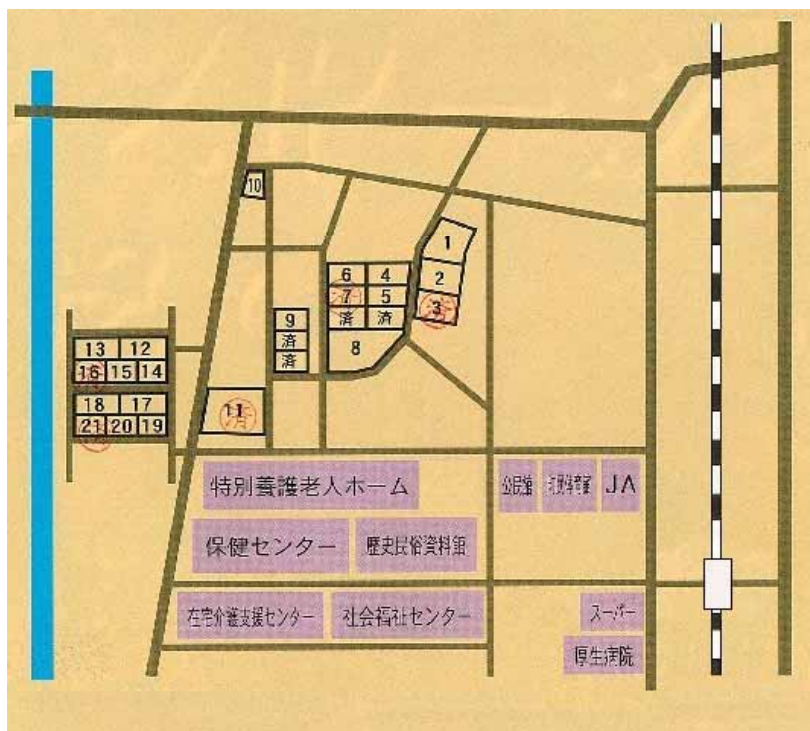 10
1
6 4
2
7 5
済
3
済
済 済
9
済
済
8
13 12
16 15 14
18 17
21 20 19
11
済
特別養護老人ホーム
公民館
JA
保健センター
歴史民俗資料館
在宅介護支援センター
社会福祉センター
スーパー
厚生病院